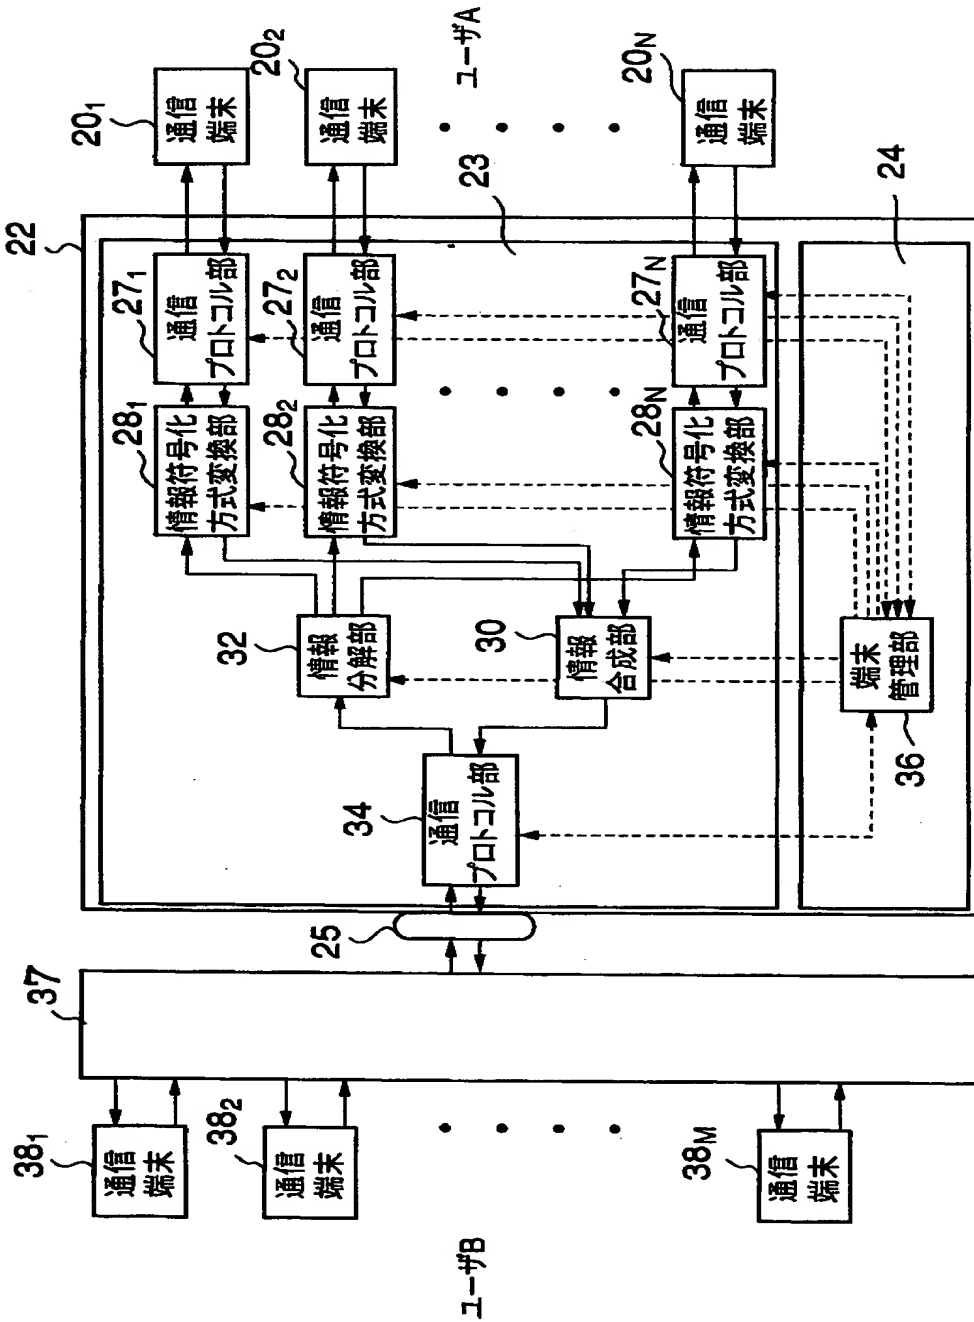 ユーザA
20₁
通信
端末
20₂
通信
端末
20N
通信
端末
22
23
24
27₁
通信
プロトコル部
27₂
通信
プロトコル部
27N
通信
プロトコル部
28₁
情報符号化
方式変換部
28₂
情報符号化
方式変換部
28N
情報符号化
方式変換部
32
情報
分解部
30
情報
合成部
端末
管理部
36
34
通信
プロトコル部
25
37
38₁
通信
端末
38₂
通信
端末
38M
通信
端末
ユーザB